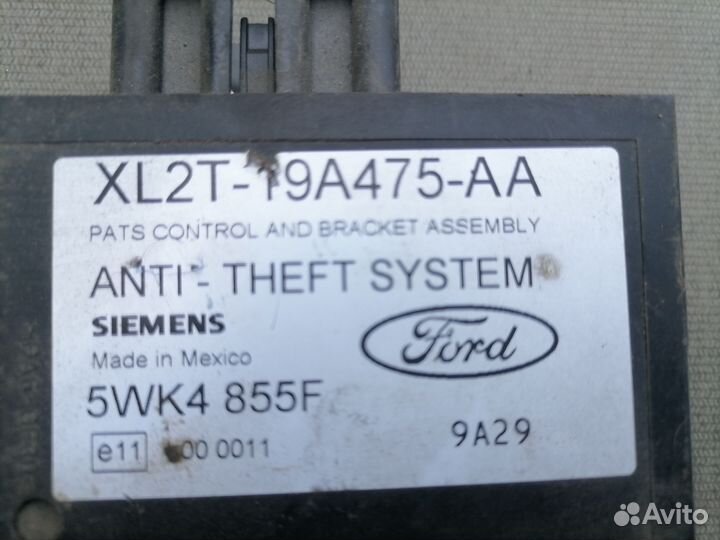 XL2T-19A475-AA
PATS CONTROL AND BRACKET ASSEMBLY
ANTI - THEFT SYSTEM
SIEMENS
Ford
Made in Mexico
5WK4 855F
e11 00 0011
9A29
Avito